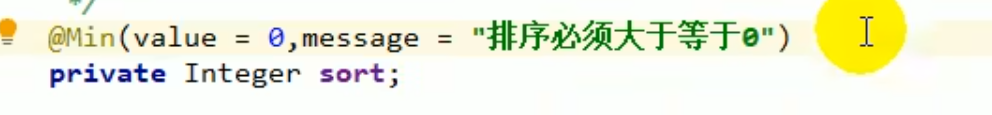 */
@Min(value = 0,message = "排序必须大于等于0")
private Integer sort;